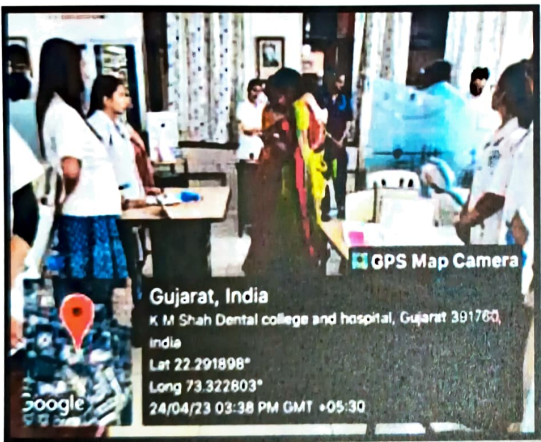 GPS Map Camera
Gujarat, India
K M Shah Dental college and hospital, Gujarat 391760,
india
Lat 22.291898°
Long 73.322803°
24/04/23 03:38 PM GMT +05:30
Google